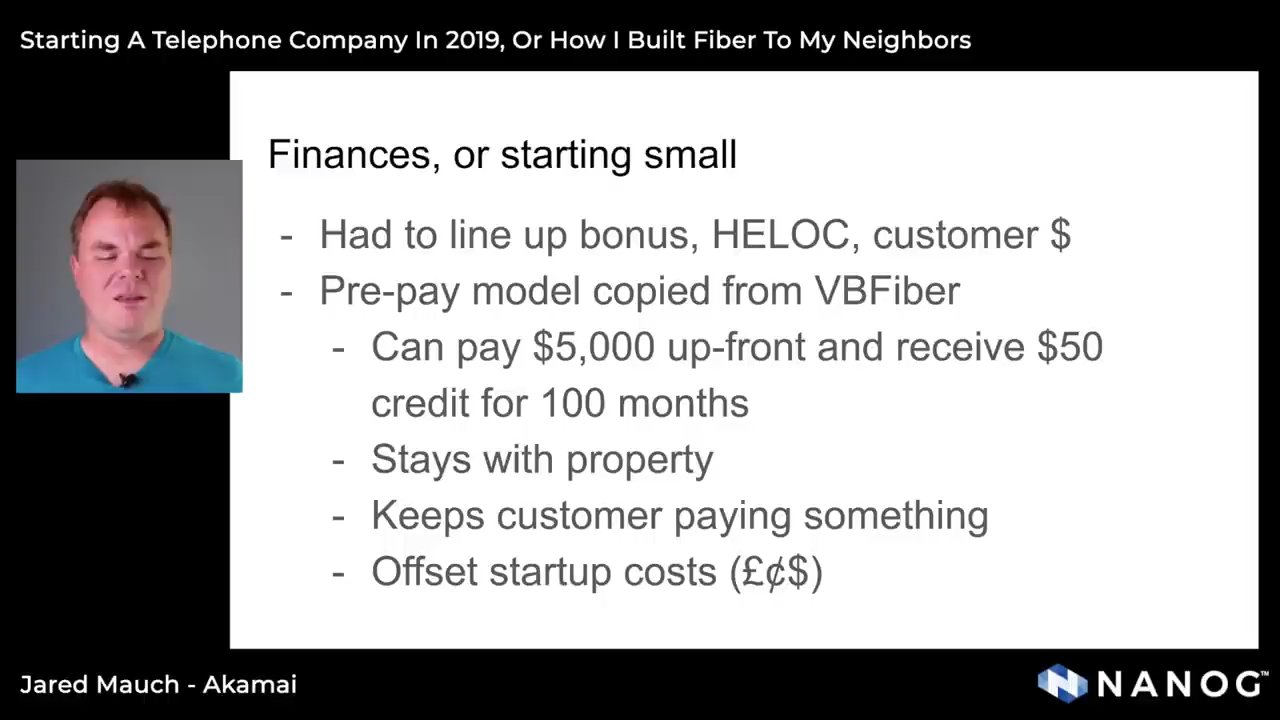 Starting A Telephone Company In 2019, Or How I Built Fiber To My Neighbors
Finances, or starting small
- Had to line up bonus, HELOC, customer $
- Pre-pay model copied from VBFiber
- Can pay $5,000 up-front and receive $50
credit for 100 months
- Stays with property
- Keeps customer paying something
- Offset startup costs (£¢$)
Jared Mauch - Akamai
NANOG™